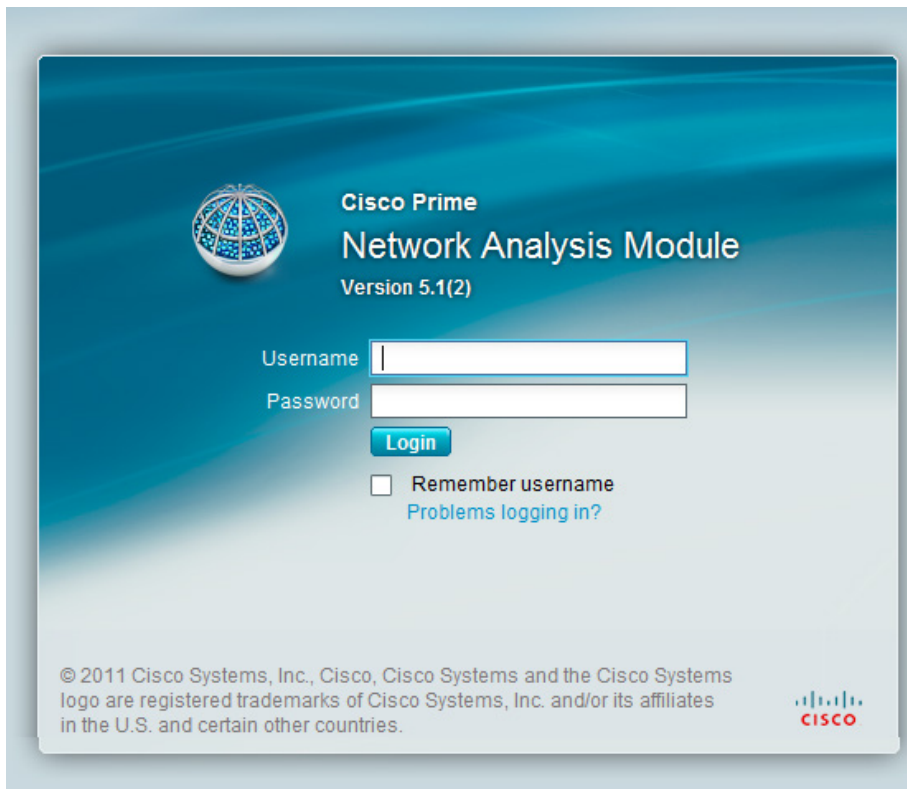 Cisco Prime
Network Analysis Module
Version 5.1(2)
Username
Password
Login
Remember username
Problems logging in?
© 2011 Cisco Systems, Inc., Cisco, Cisco Systems and the Cisco Systems
logo are registered trademarks of Cisco Systems, Inc. and/or its affiliates
in the U.S. and certain other countries.
CISCO